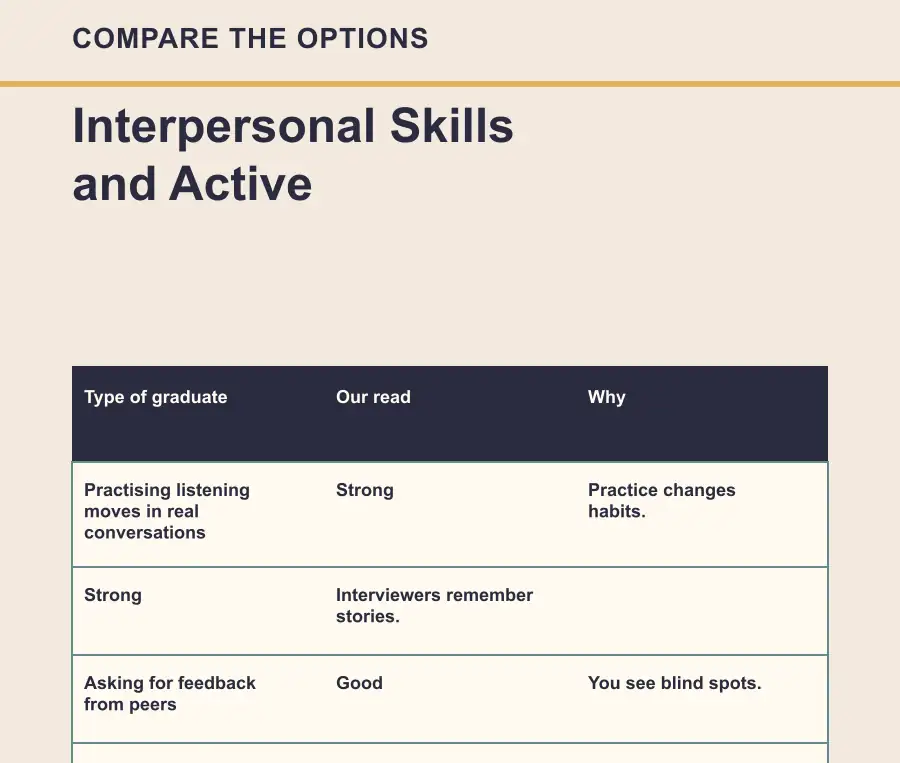 COMPARE THE OPTIONS
Interpersonal Skills
and Active
Type of graduate
Our read
Why
Practising listening
moves in real
conversations
Strong
Practice changes
habits.
Strong
Interviewers remember
stories.
Asking for feedback
from peers
Good
You see blind spots.